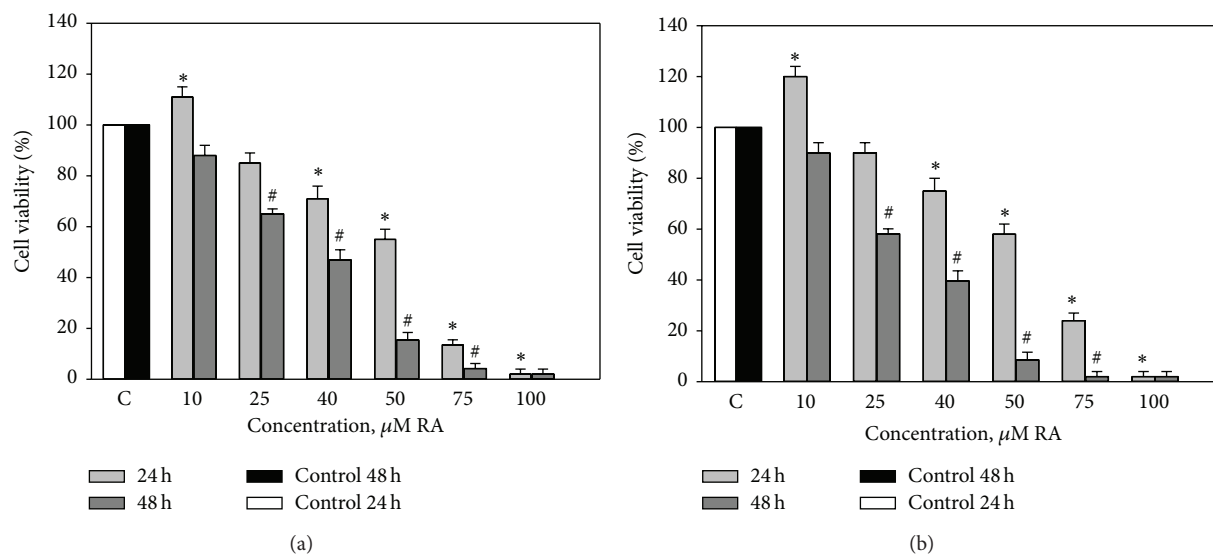 140
120
100
80
60
40
20
0
Cell viability (%)
*
#
*
#
*
#
*
#
*
C 10 25 40 50 75 100
Concentration, μM RA
24 h Control 48 h
48 h Control 24 h
(a)
140
120
100
80
60
40
20
0
Cell viability (%)
*
#
*
#
*
#
*
#
*
C 10 25 40 50 75 100
Concentration, μM RA
24 h Control 48 h
48 h Control 24 h
(b)